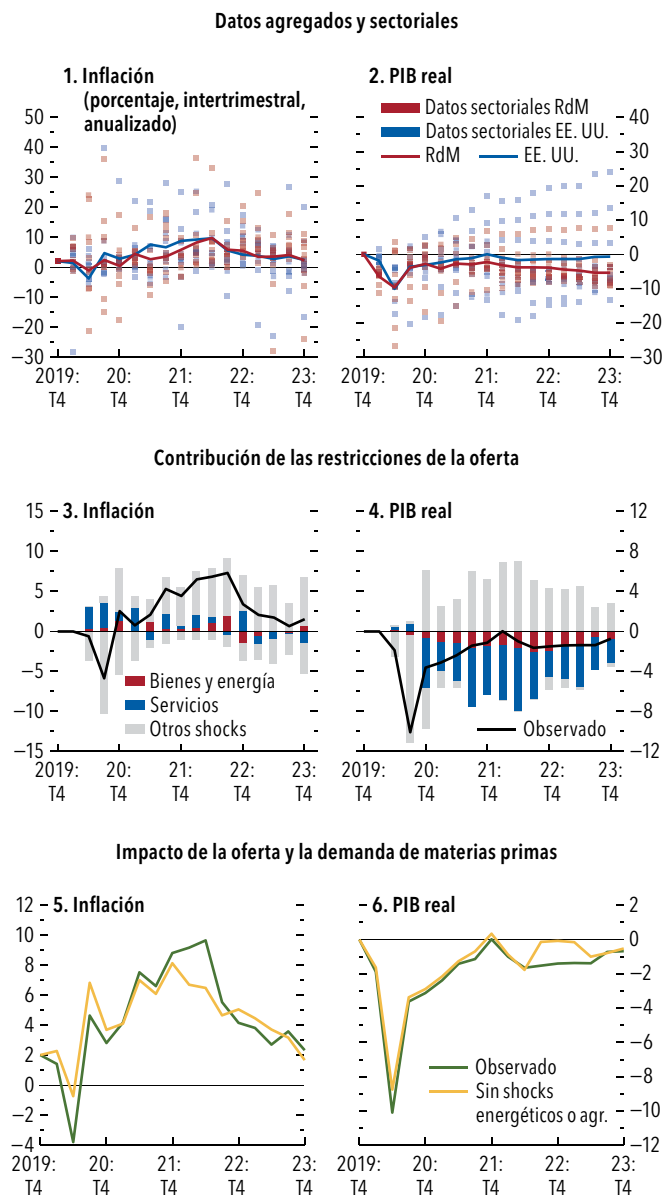 Datos agregados y sectoriales
1. Inflación
(porcentaje, intertrimestral,
anualizado)
50
40
30
20
10
0
−10
−20
−30
2019:
T4
20:
T4
21:
T4
22:
T4
23:
T4
2. PIB real
Datos sectoriales RdM
Datos sectoriales EE. UU.
RdM EE. UU.
40
30
20
10
0
−10
−20
−30
2019:
T4
20:
T4
21:
T4
22:
T4
23:
T4
Contribución de las restricciones de la oferta
3. Inflación
15
10
5
0
−5
−10
−15
Bienes y energía
Servicios
Otros shocks
2019:
T4
20:
T4
21:
T4
22:
T4
23:
T4
4. PIB real
12
8
4
0
−4
−8
−12
Observado
2019:
T4
20:
T4
21:
T4
22:
T4
23:
T4
Impacto de la oferta y la demanda de materias primas
5. Inflación
12
10
8
6
4
2
0
−2
−4
2019:
T4
20:
T4
21:
T4
22:
T4
23:
T4
6. PIB real
2
0
−2
−4
−6
−8
−10
−12
Observado
Sin shocks
energéticos o agr.
2019:
T4
20:
T4
21:
T4
22:
T4
23:
T4